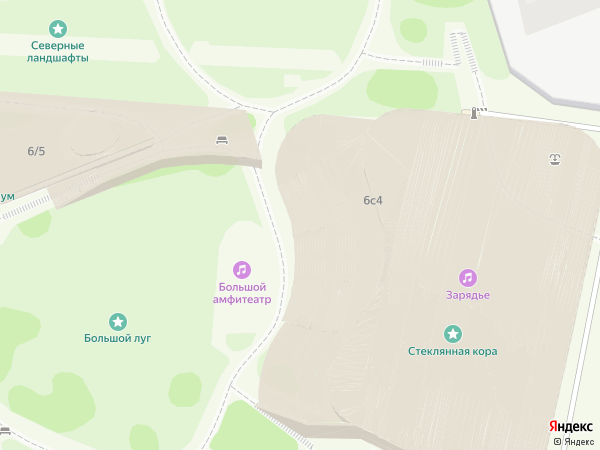 Северные
ландшафты
6/5
6с4
ум
Большой
амфитеатр
Зарядье
Большой луг
Стеклянная кора
Яндекс
© Яндекс